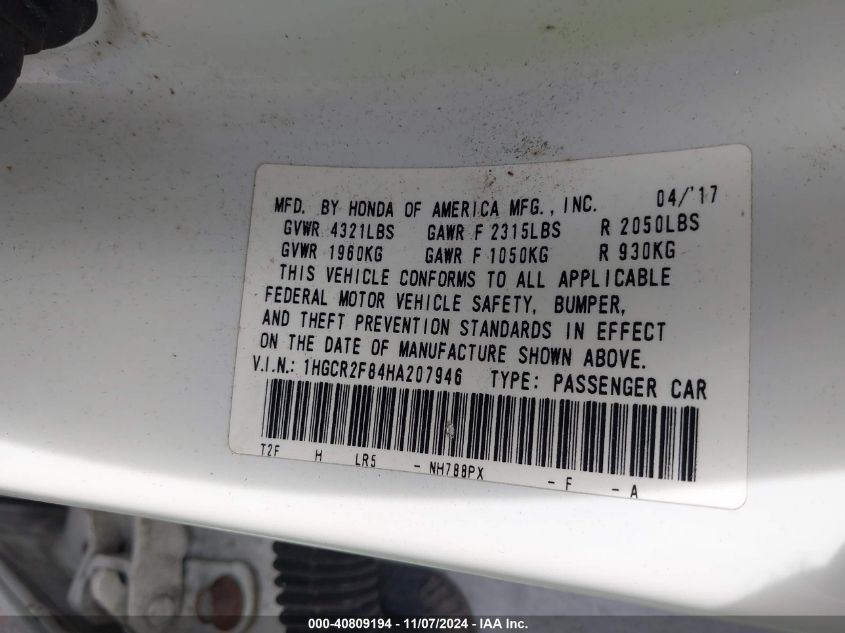 MFD. BY HONDA OF AMERICA MFG., INC. 04/'17
GVWR 4321LBS GAWR F 2315LBS R 2050LBS
GVWR 1960KG GAWR F 1050KG R 930KG
THIS VEHICLE CONFORMS TO ALL APPLICABLE
FEDERAL MOTOR VEHICLE SAFETY, BUMPER,
AND THEFT PREVENTION STANDARDS IN EFFECT
ON THE DATE OF MANUFACTURE SHOWN ABOVE.
V.I.N.: 1HGCR2F84HA207946 TYPE: PASSENGER CAR
T2F H LR5 - NH788PX - F - A
000-40809194 - 11/07/2024 - IAA Inc.